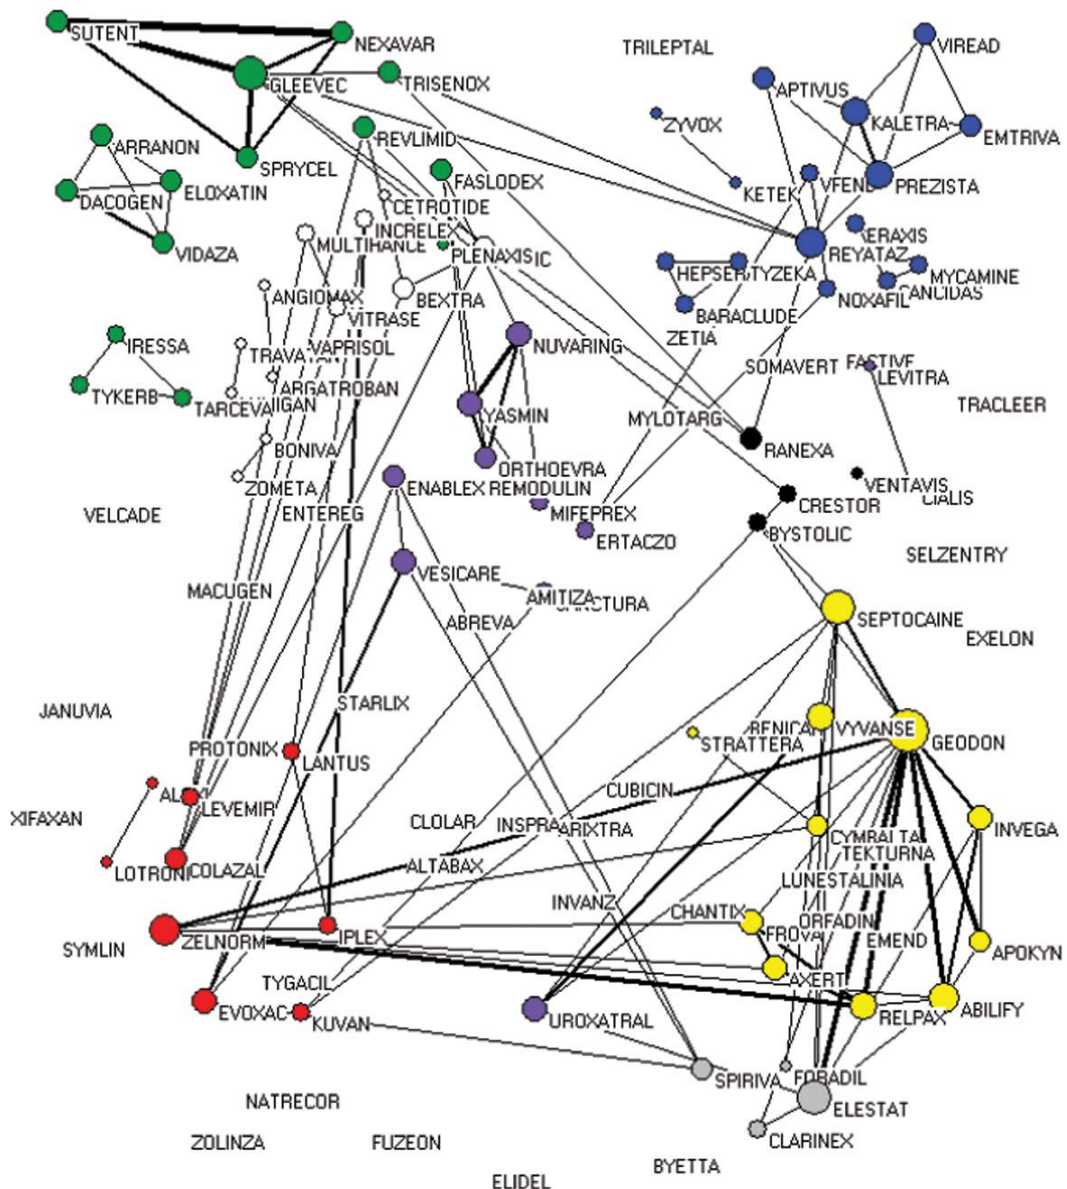 SUTENT
NEXAVAR
TRILEPTAL
VIREAD
GLEEVEC
TRISENOX
APTIVUS
ZYVOX
KALETRA
EMTRIVA
REVLIMID
ARRANON
SPRYCEL
FASLODEX
KETEK
VFEND
PREZISTA
ELOXATIN
DACOGEN
CETROTIDE
INCRELEX
ERAXIS
MULTIHANCE
VIDAZA
PLENAXIS
REYATAZ
HEPSERA
TYZEKA
MYCAMINE
CANCIDAS
ANGIOMAX
BEXTRA
NOXAFIL
BARACLUDE
VITRASE
ZETIA
IRESSA
TRAVATAN
VAPRISOL
NUVARING
SOMAVERT
LEVITRA
TYKERB
TARCEVA
ARGATROBAN
TRACLEER
YASMIN
MYLOTARG
BONIVA
RANEXA
ORTHOEVRA
ZOMETA
ENABLEX
REMODULIN
VENTAVIS
CIALIS
VELCADE
ENTEREG
MIFEPREX
CRESTOR
ERTACZO
BYSTOLIC
SELZENTRY
VESICARE
MACUGEN
AMITIZA
SANCTURA
ABREVA
SEPTOCAINE
EXELON
JANUVIA
STARLIX
VYVANSE
STRATTERA
GEODON
PROTONIX
LANTUS
CUBICIN
LEVEMIR
XIFAXAN
CLOLAR
INSPRA
ARIXTRA
CYMBALTA
INVEGA
TEKTURNA
COLAZAL
ALTABAX
LUNESTA
INVANZ
CHANTIX
ORFADIN
FROVA
SYMLIN
ZELNORM
IPLEX
EMEND
APOKYN
TYGACIL
AXERT
EVOXAC
KUVAN
UROXATRAL
RELPAX
ABILIFY
SPIRIVA
FORADIL
NATRECOR
ELESTAT
ZOLINZA
FUZEON
CLARINEX
BYETTA
ELIDEL